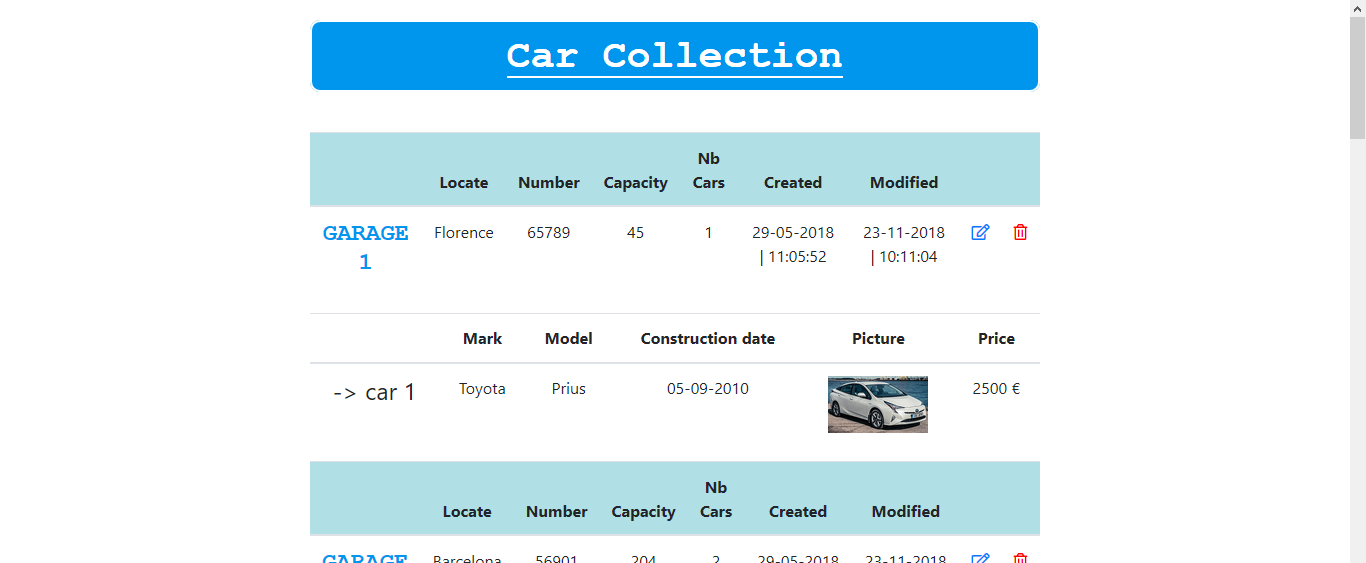 Car Collection
Nb
Locate Number Capacity Cars Created Modified
GARAGE Florence 65789 45 1 29-05-2018 23-11-2018
1 | 11:05:52 | 10:11:04
Mark Model Construction date Picture Price
-> car 1 Toyota Prius 05-09-2010 2500 €
Nb
Locate Number Capacity Cars Created Modified
GARAGE Barcelona 56901 204 2 29-05-2018 23-11-2018